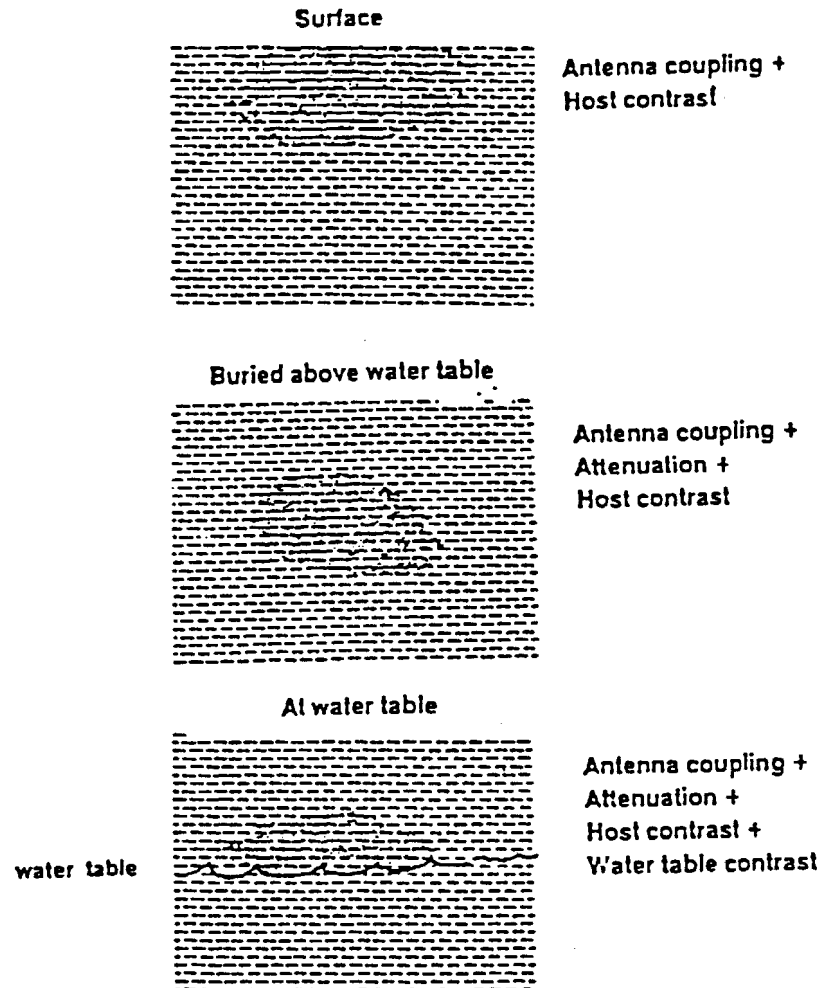 Surface
Antenna coupling +
Host contrast
Buried above water table
Antenna coupling +
Attenuation +
Host contrast
At water table
Antenna coupling +
Attenuation +
Host contrast +
Water table contrast
water table